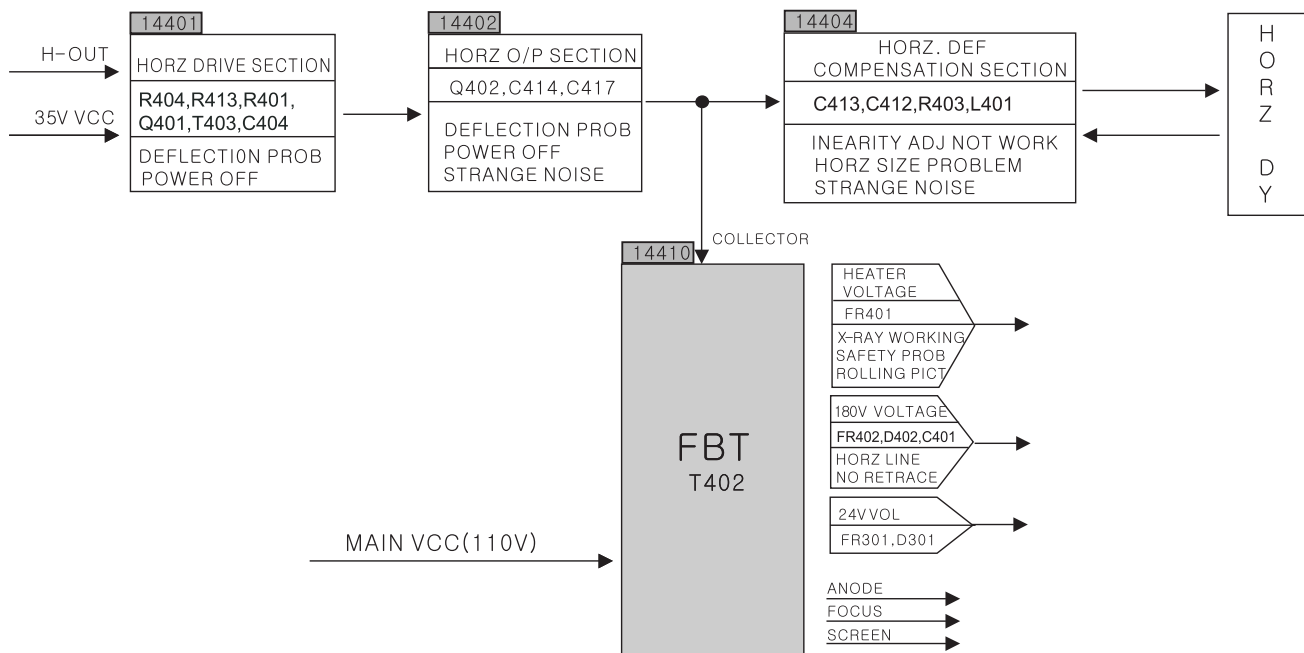 14401
H-OUT
35V VCC
HORZ DRIVE SECTION
R404,R413,R401,
Q401,T403,C404
DEFLECTI0N PROB
POWER OFF
14402
HORZ O/P SECTION
Q402,C414,C417
DEFLECTION PROB
POWER OFF
STRANGE NOISE
14404
HORZ. DEF
COMPENSATION SECTION
C413,C412,R403,L401
INEARITY ADJ NOT WORK
HORZ SIZE PROBLEM
STRANGE NOISE
HORZ DY
COLLECTOR
14410
FBT
T402
MAIN VCC(110V)
HEATER
VOLTAGE
FR401
X-RAY WORKING
SAFETY PROB
ROLLING PICT
180V VOLTAGE
FR402,D402,C401
HORZ LINE
NO RETRACE
24V VOL
FR301,D301
ANODE
FOCUS
SCREEN